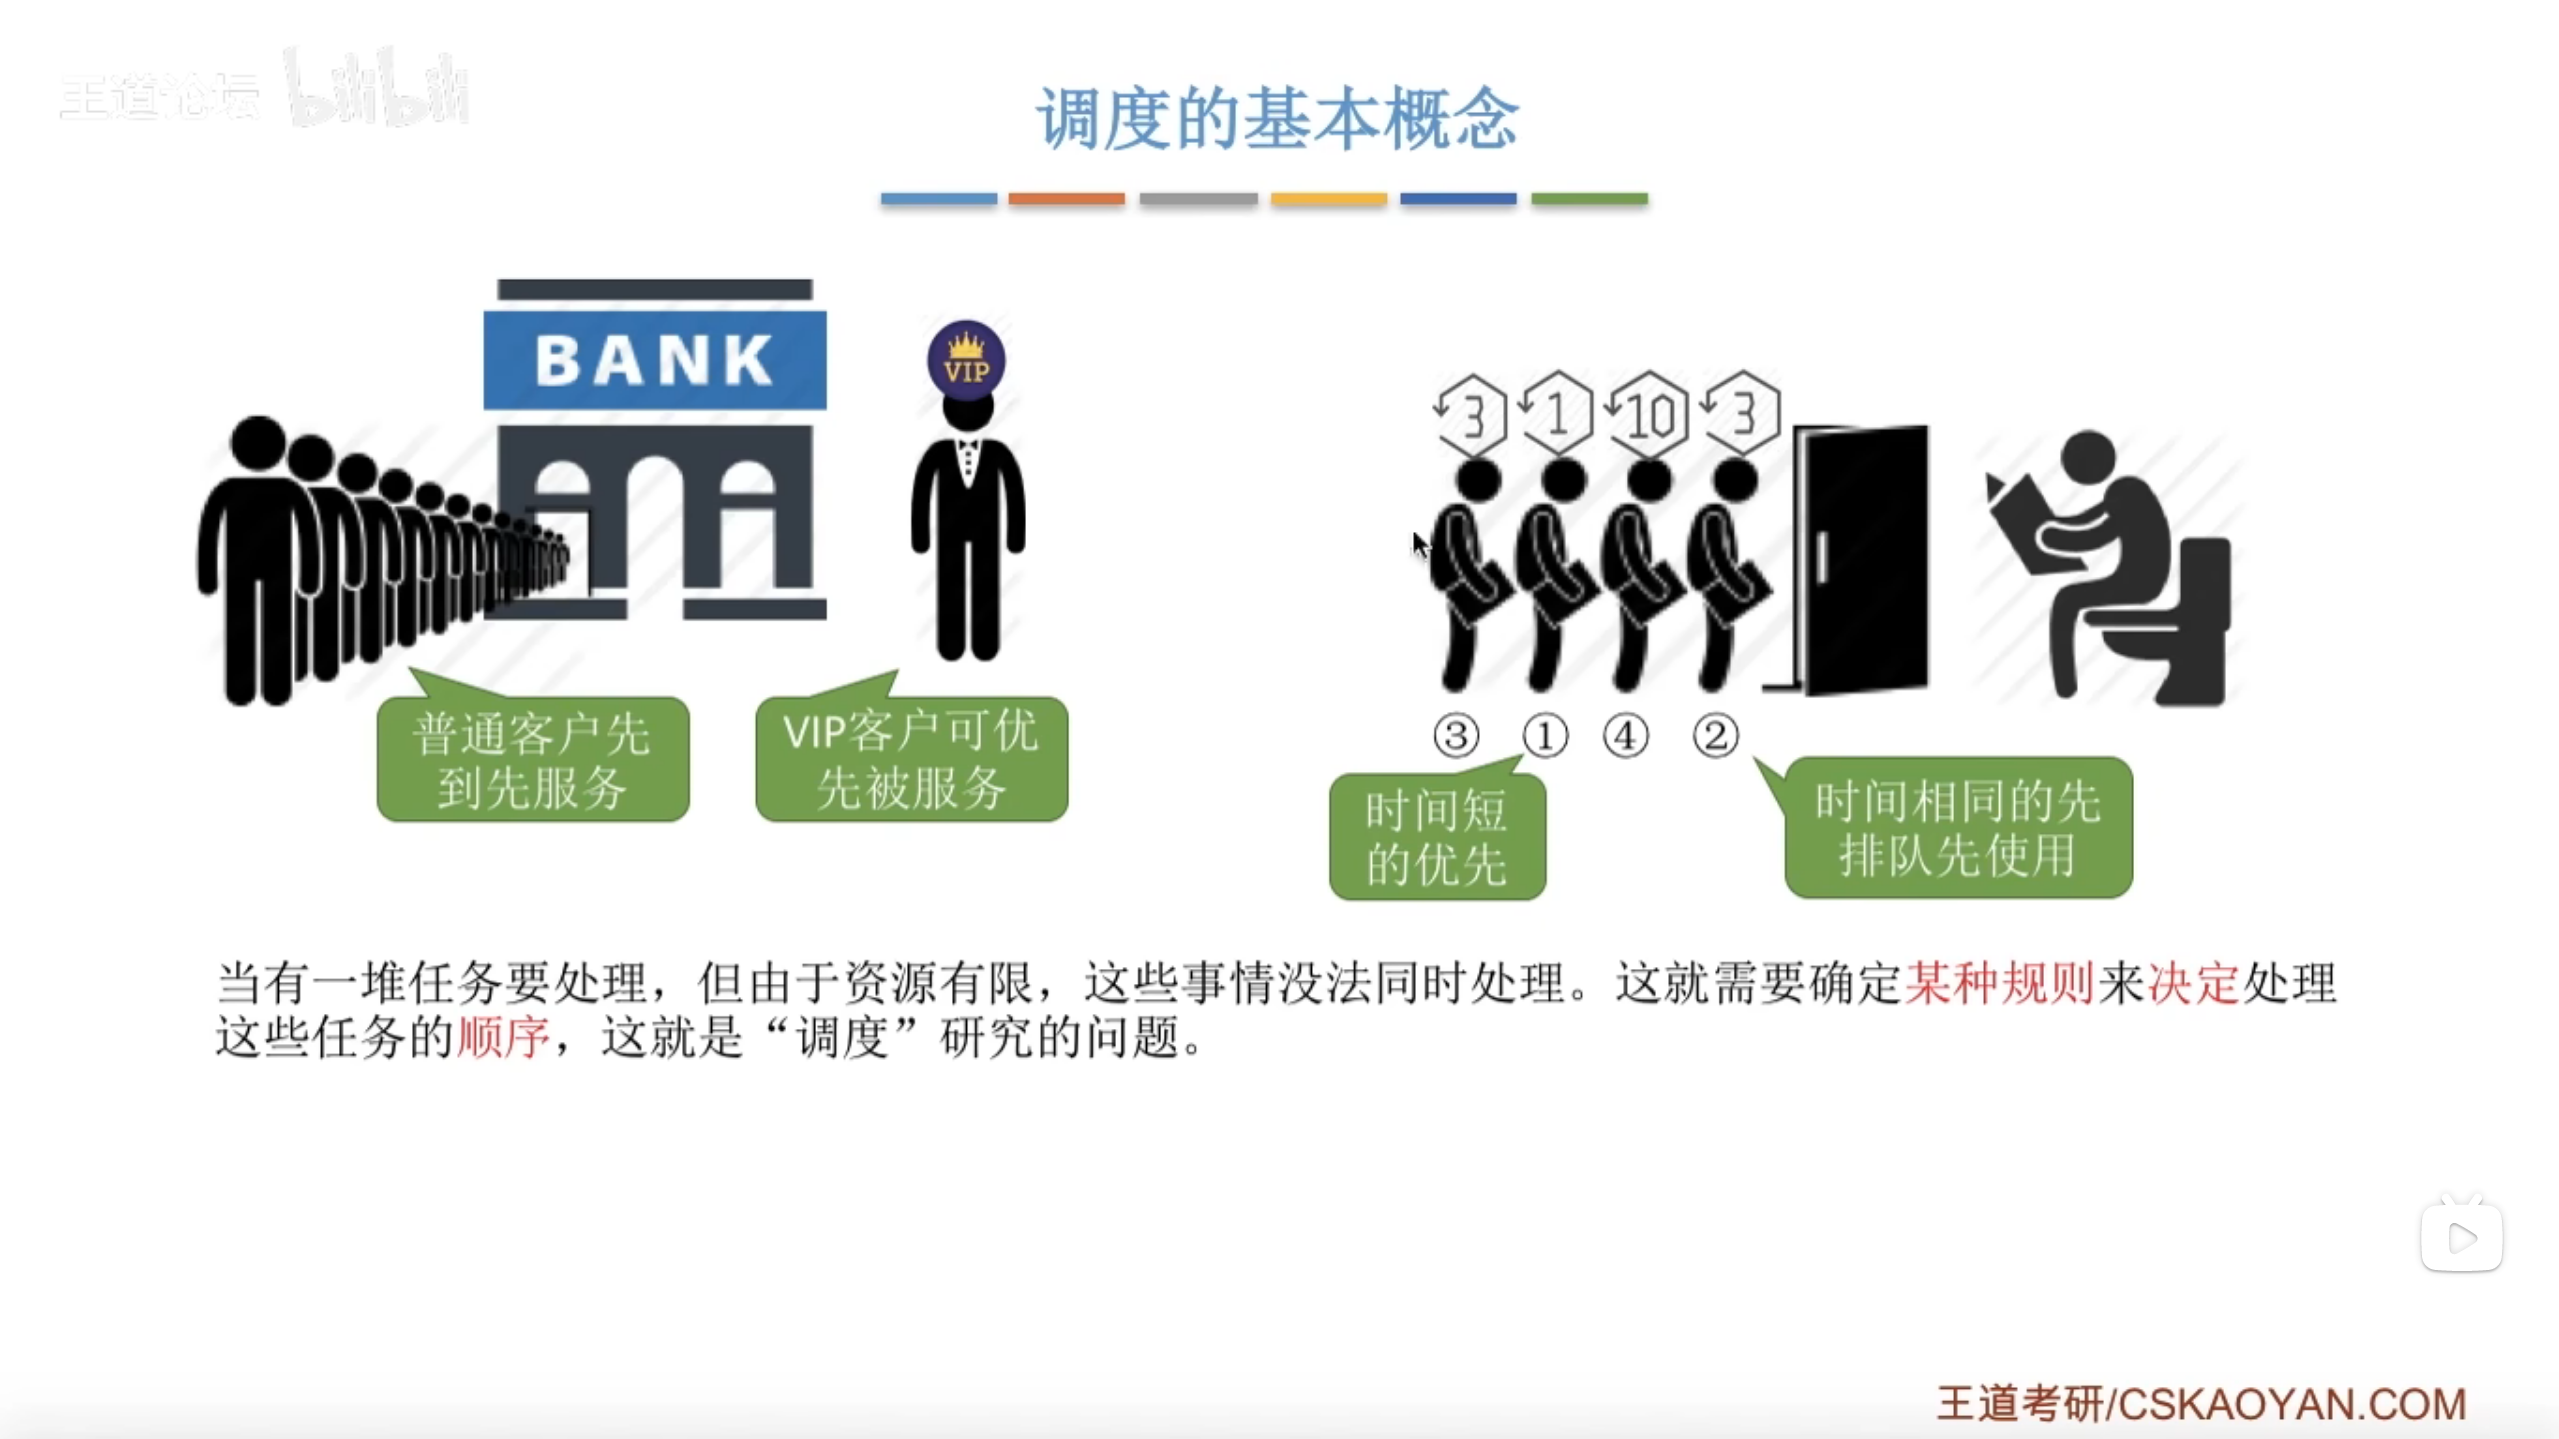 王道论坛 bilibili
调度的基本概念
BANK
VIP
普通客户先
到先服务
VIP客户可优
先被服务
3 1 10 3
③ ① ④ ②
时间短
的优先
时间相同的先
排队先使用
当有一堆任务要处理，但由于资源有限，这些事情没法同时处理。这就需要确定某种规则来决定处理
这些任务的顺序，这就是“调度”研究的问题。
王道考研/CSKAOYAN.COM